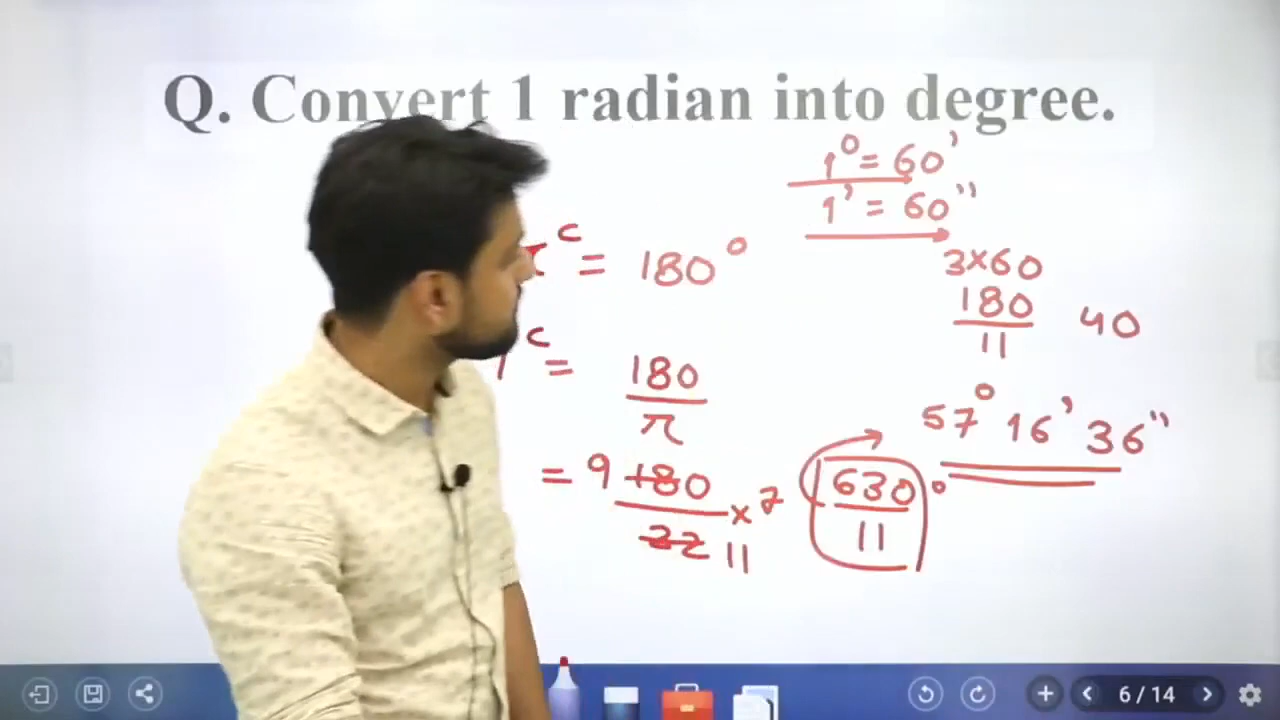 Q. Convert 1 radian into degree.
1° = 60'
1' = 60"
π^c = 180°
3×60
180/11 40
1^c = 180/π
57° 16' 36"
= 9 180/22 11 × 7 630/11 °
6 / 14